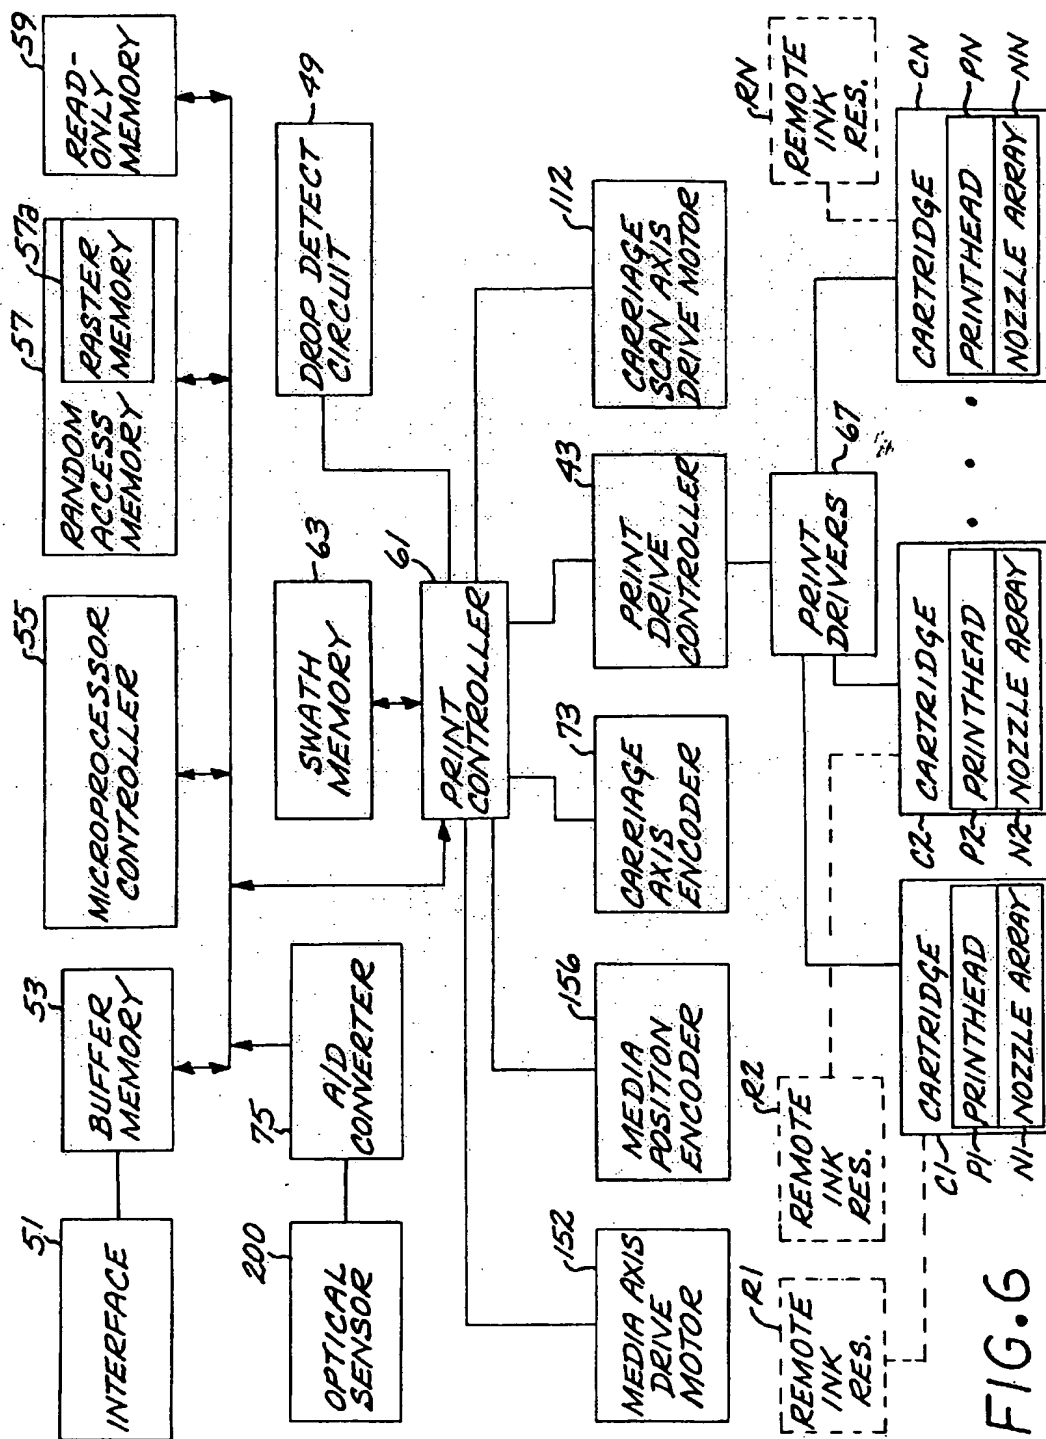 51
INTERFACE
53
BUFFER
MEMORY
55
MICROPROCESSOR
CONTROLLER
57
RANDOM
ACCESS
MEMORY
57a
RASTER
MEMORY
59
READ-
ONLY
MEMORY
200
OPTICAL
SENSOR
75
A/D
CONVERTER
63
SWATH
MEMORY
61
PRINT
CONTROLLER
49
DROP DETECT
CIRCUIT
152
MEDIA AXIS
DRIVE
MOTOR
156
MEDIA
POSITION
ENCODER
73
CARRIAGE
AXIS
ENCODER
43
PRINT
DRIVE
CONTROLLER
112
CARRIAGE
SCAN AXIS
DRIVE MOTOR
R1
REMOTE
INK
RES.
R2
REMOTE
INK
RES.
67
PRINT
DRIVERS
RN
REMOTE
INK
RES.
C1
CARTRIDGE
P1
PRINTHEAD
N1
NOZZLE ARRAY
C2
CARTRIDGE
P2
PRINTHEAD
N2
NOZZLE ARRAY
• • •
CARTRIDGE
CN
PRINTHEAD
PN
NOZZLE ARRAY
NN
FIG.6